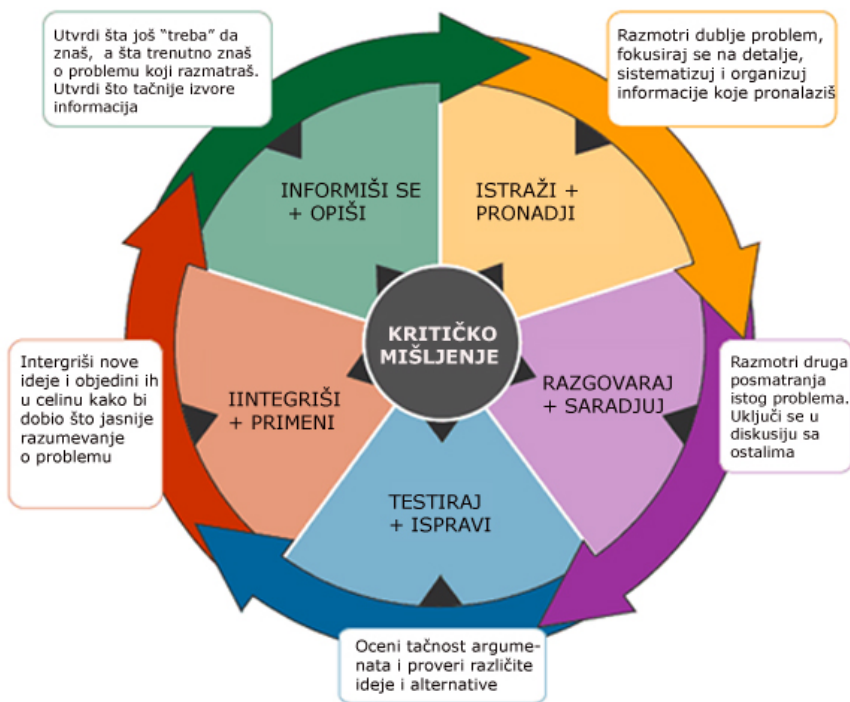 Utvrdi šta još “treba” da
znaš,  a šta trenutno znaš
o problemu koji razmatraš.
Utvrdi što tačnije izvore
informacija
Razmotri dublje problem,
fokusiraj se na detalje,
sistematizuj i organizuj
informacije koje pronalaziš
INFORMIŠI SE
+ OPIŠI
ISTRAŽI +
PRONADJI
KRITIČKO
MIŠLJENJE
Intergriši nove
ideje i objedini ih
u celinu kako bi
dobio što jasnije
razumevanje
o problemu
IINTEGRIŠI
+ PRIMENI
RAZGOVARAJ
+ SARADJUJ
Razmotri druga
posmatranja
istog problema.
Uključi se u
diskusiju sa
ostalima
TESTIRAJ
+ ISPRAVI
Oceni tačnost argume-
nata i proveri različite
ideje i alternative